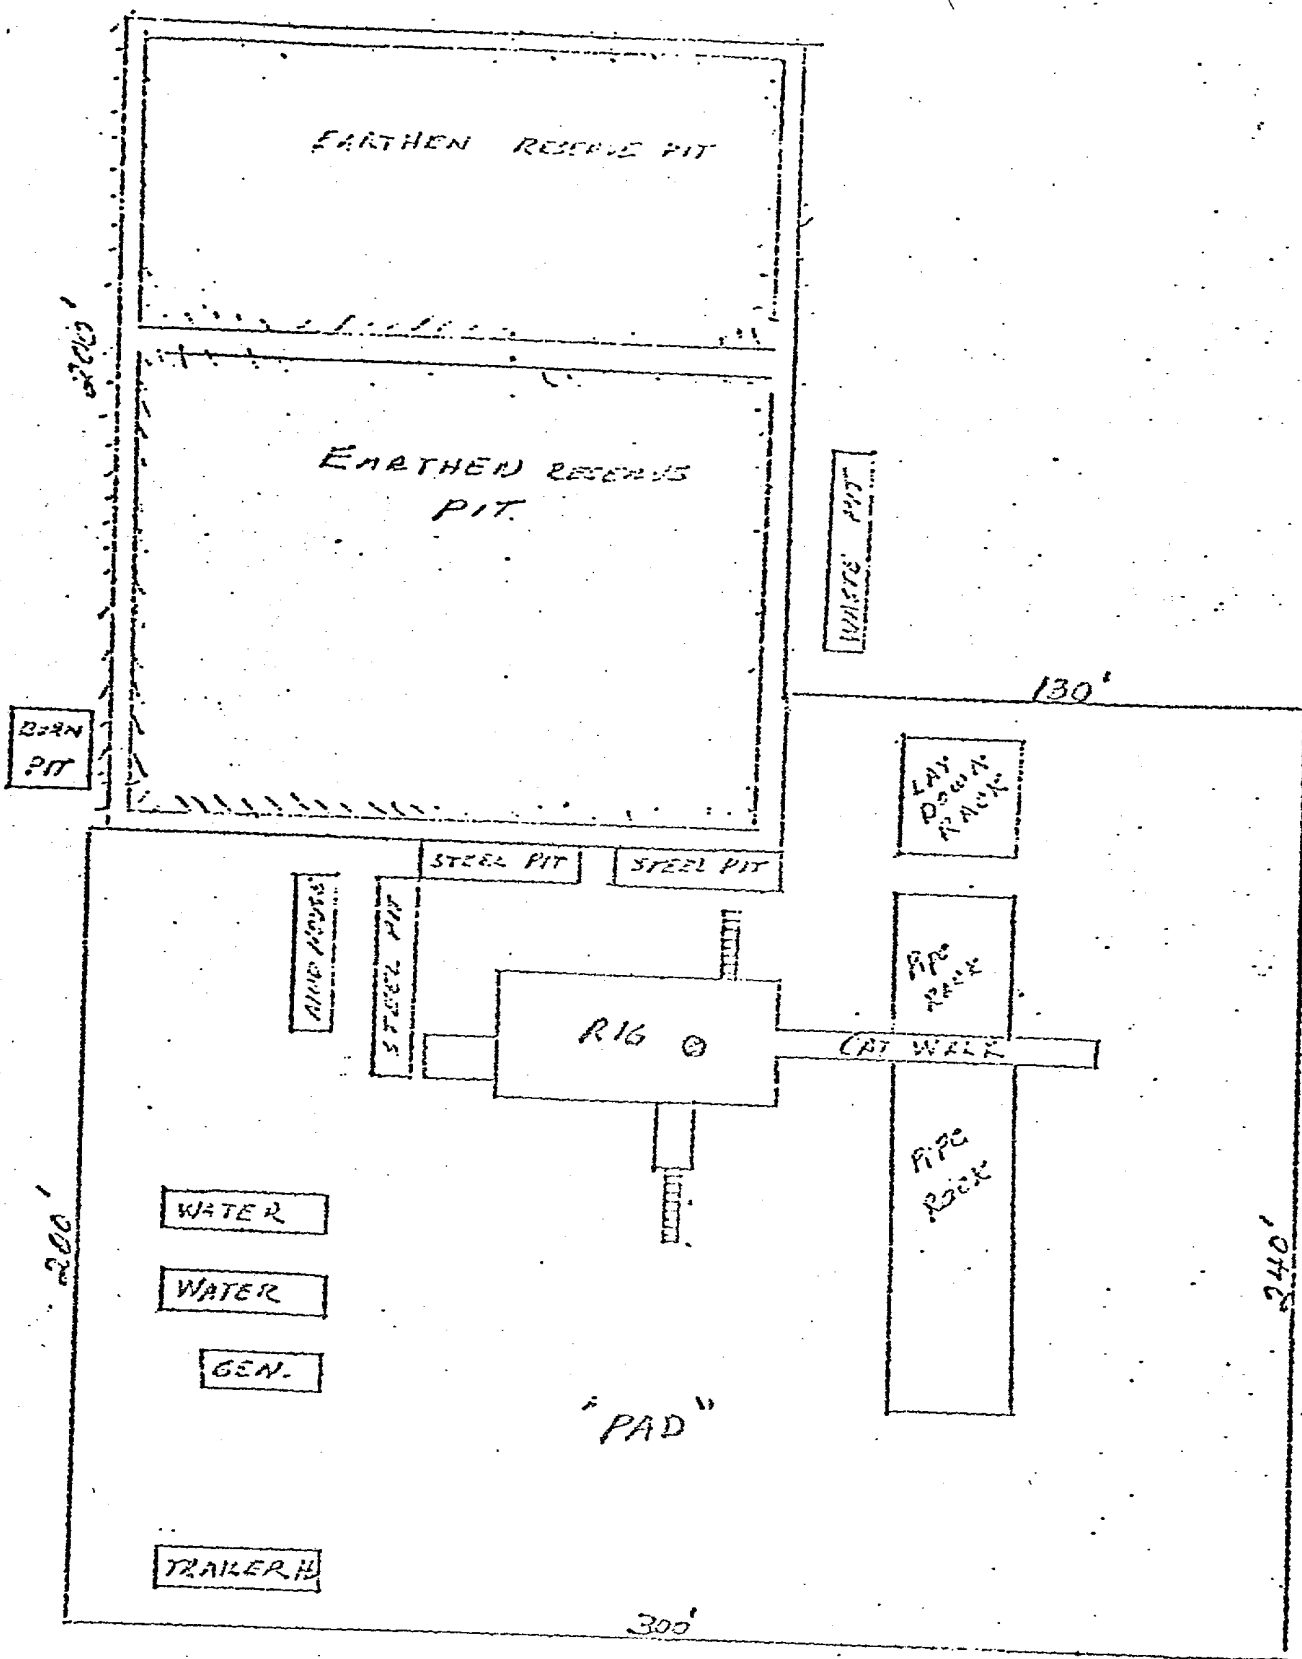 EARTHEN RESERVE PIT
200'
EARTHEN RESERVE
PIT.
WASTE PIT
130'
BURN
PIT
LAY
DOWN
RACK
STEEL PIT
STEEL PIT
MUD HOUSE
STEEL PIT
PIPE
RACK
RIG
CAT WALK
PIPE
RACK
WATER
200'
WATER
240'
GEN.
"PAD"
TRAILER H
300'